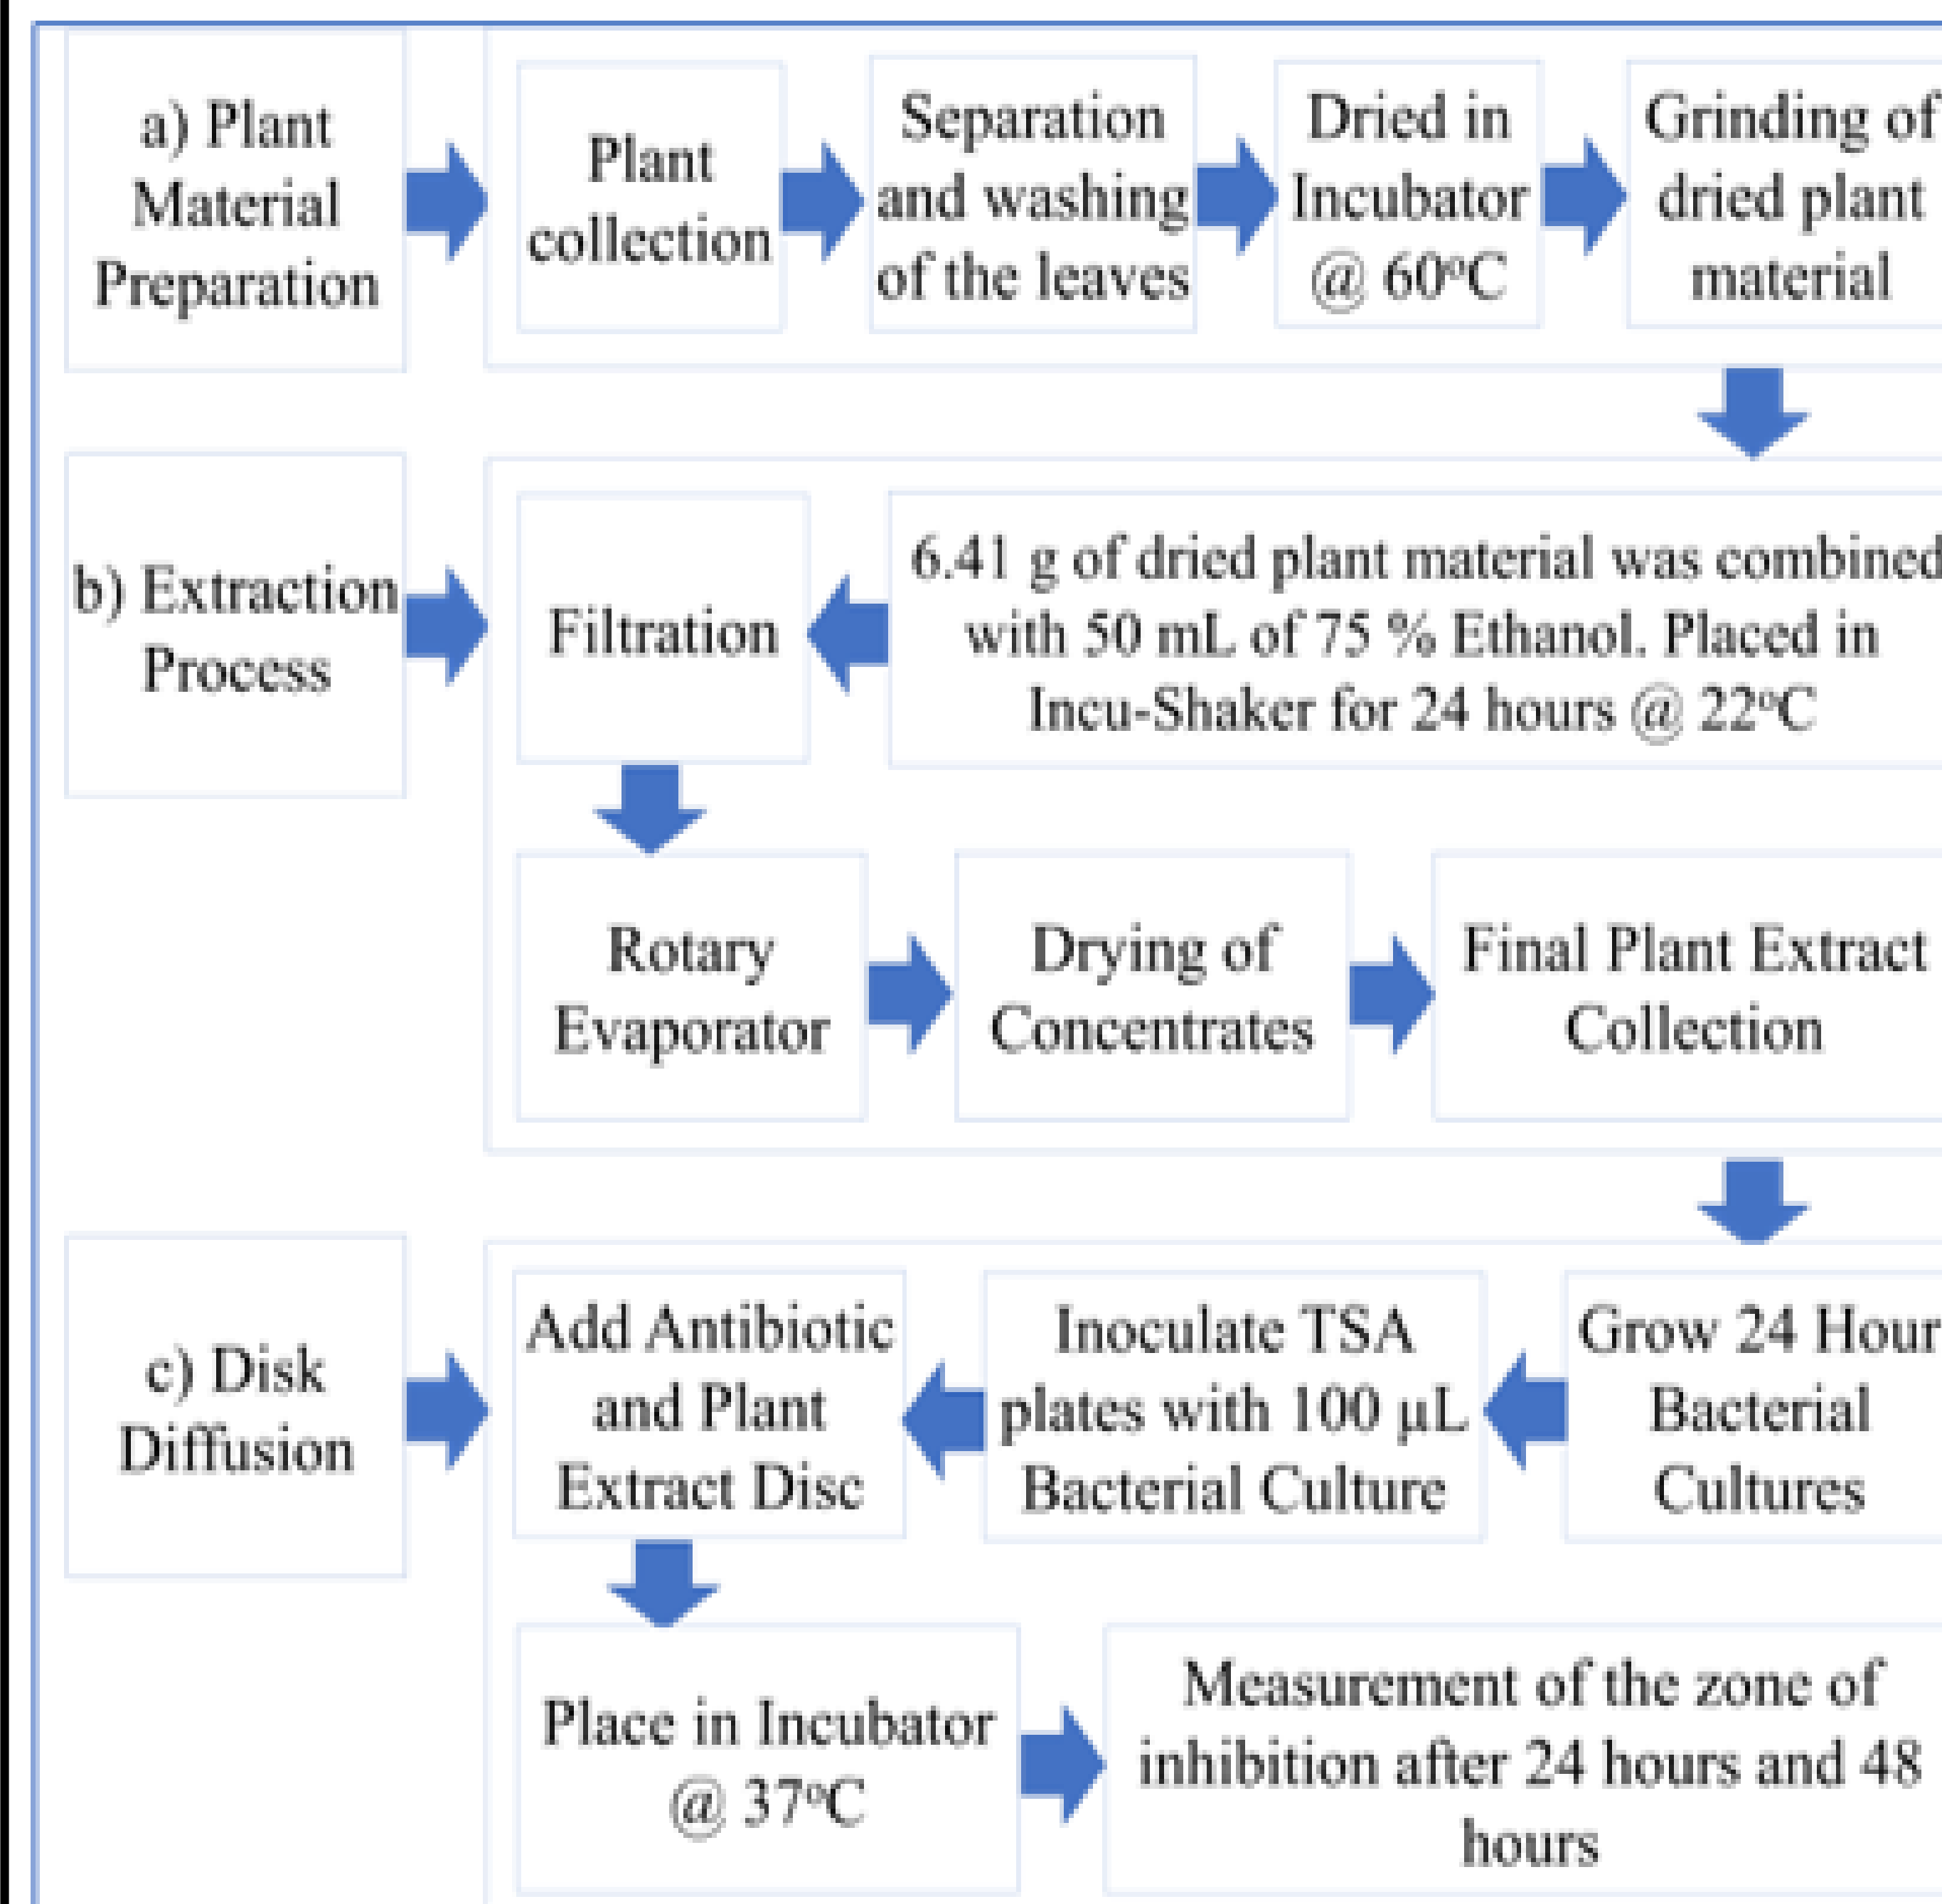 a) Plant
Material
Preparation
Plant
collection
Separation
and washing
of the leaves
Dried in
Incubator
@ 60ºC
Grinding of
dried plant
material
b) Extraction
Process
Filtration
6.41 g of dried plant material was combined
with 50 mL of 75 % Ethanol. Placed in
Incu-Shaker for 24 hours @ 22ºC
Rotary
Evaporator
Drying of
Concentrates
Final Plant Extract
Collection
c) Disk
Diffusion
Add Antibiotic
and Plant
Extract Disc
Inoculate TSA
plates with 100 µL
Bacterial Culture
Grow 24 Hour
Bacterial
Cultures
Place in Incubator
@ 37ºC
Measurement of the zone of
inhibition after 24 hours and 48
hours